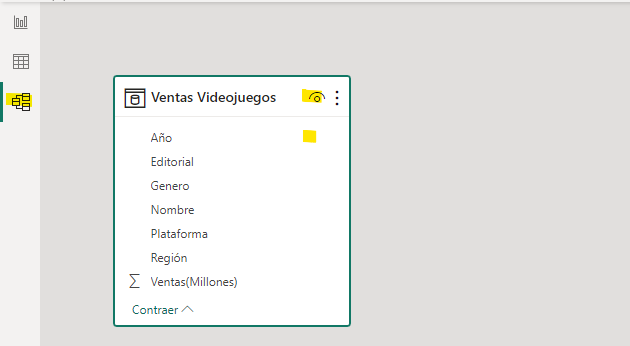 Ventas Videojuegos
Año
Editorial
Genero
Nombre
Plataforma
Región
Ventas(Millones)
Contraer